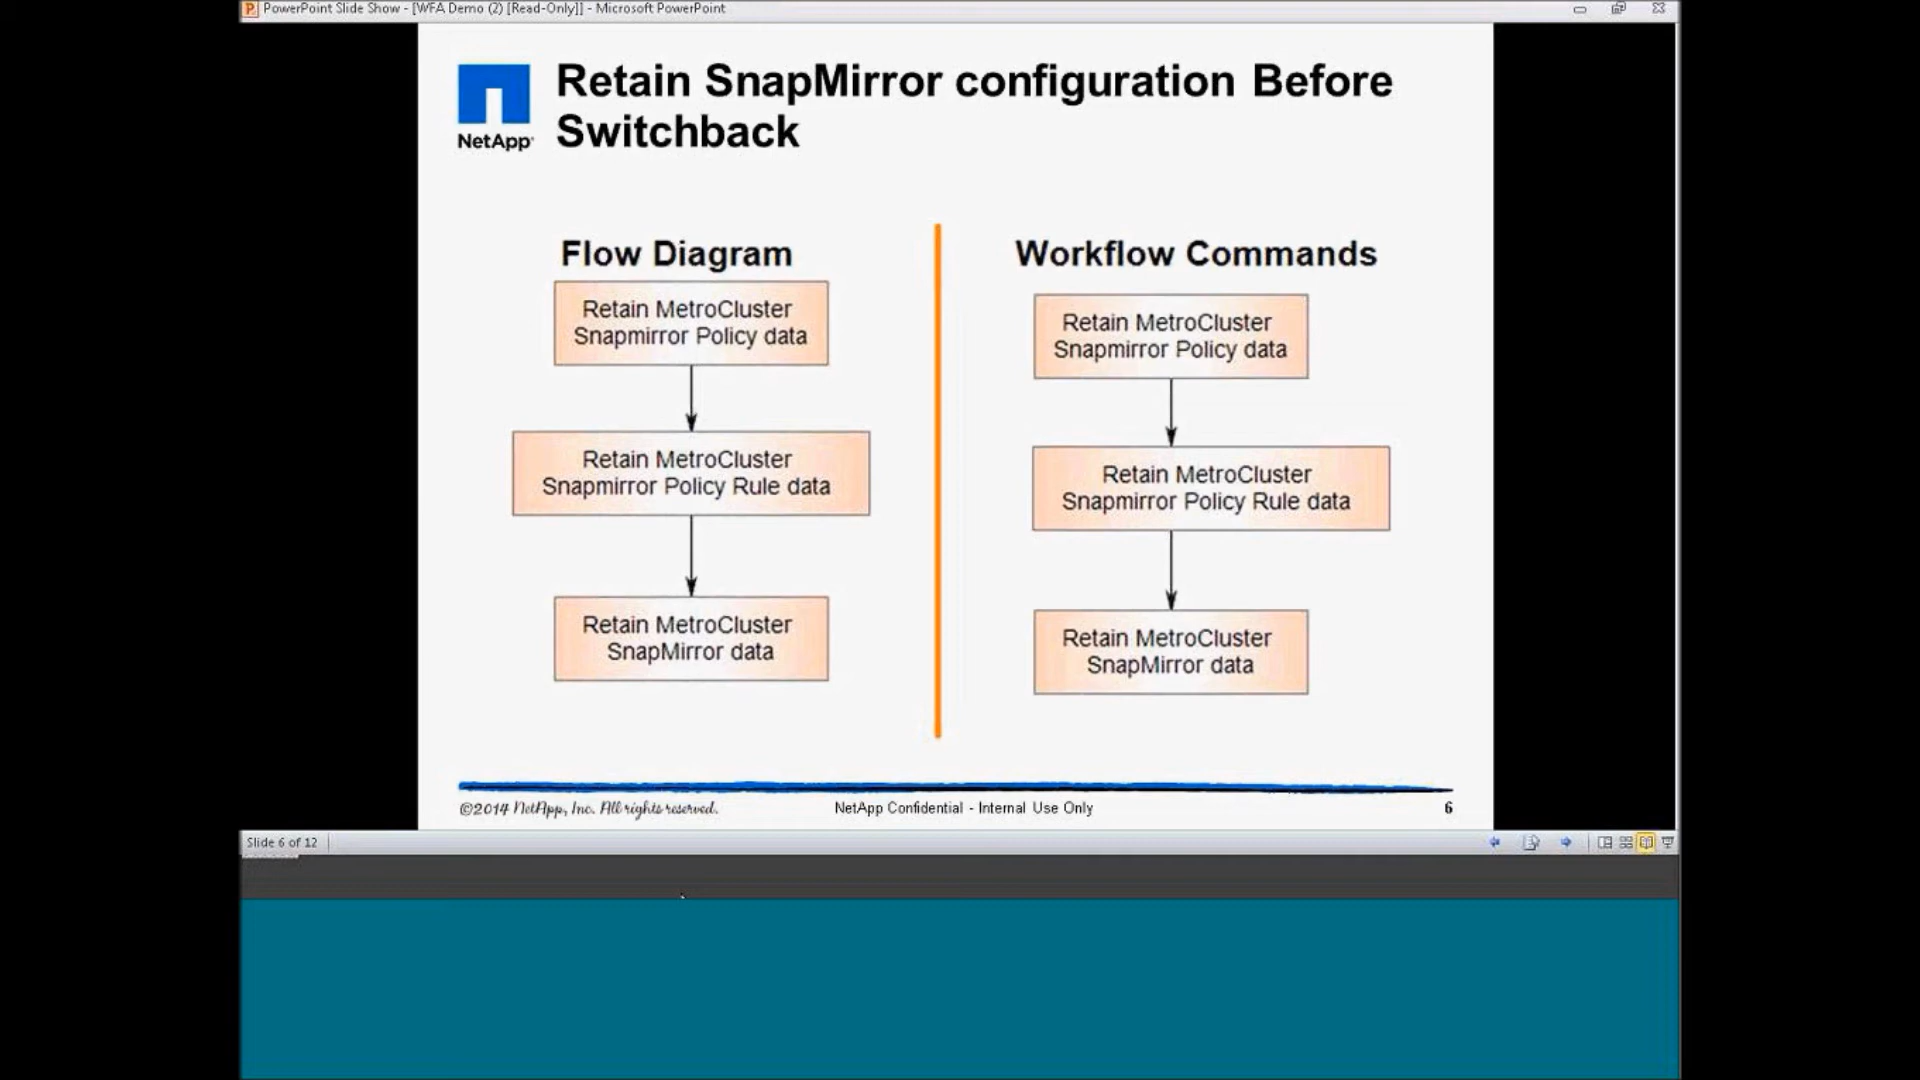 PowerPoint Slide Show - [WFA Demo (2) [Read-Only]] - Microsoft PowerPoint
NetApp
Retain SnapMirror configuration Before
Switchback
Flow Diagram
Retain MetroCluster
Snapmirror Policy data
Retain MetroCluster
Snapmirror Policy Rule data
Retain MetroCluster
SnapMirror data
Workflow Commands
Retain MetroCluster
Snapmirror Policy data
Retain MetroCluster
Snapmirror Policy Rule data
Retain MetroCluster
SnapMirror data
©2014 NetApp, Inc. All rights reserved.
NetApp Confidential - Internal Use Only
6
Slide 6 of 12